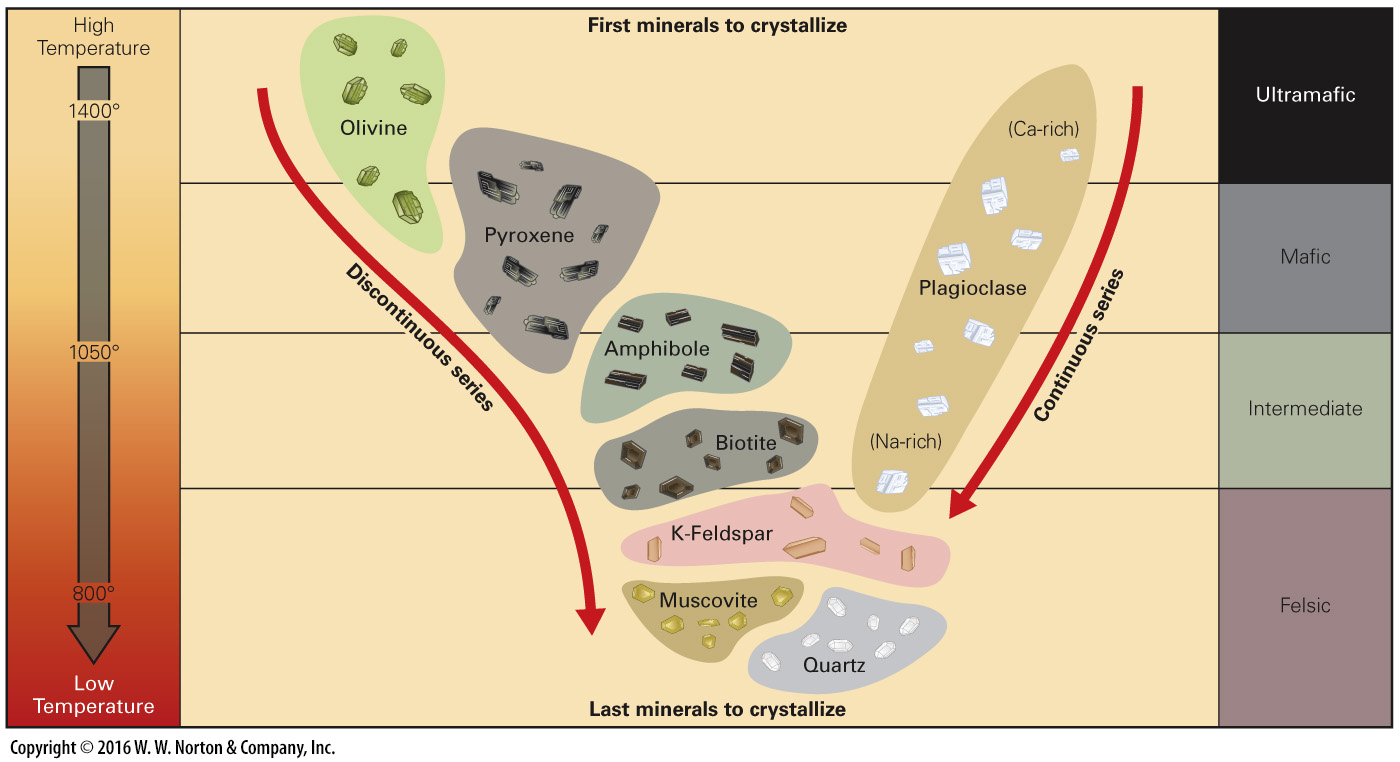 High
Temperature
1400°
1050°
800°
Low
Temperature
First minerals to crystallize
Olivine
Pyroxene
Amphibole
Biotite
K-Feldspar
Muscovite
Quartz
Discontinuous series
(Ca-rich)
Plagioclase
(Na-rich)
Continuous series
Last minerals to crystallize
Ultramafic
Mafic
Intermediate
Felsic
Copyright © 2016 W. W. Norton & Company, Inc.